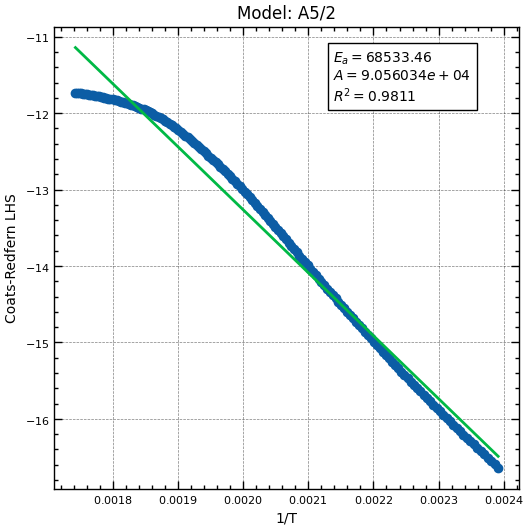 Model: A5/2
E_a = 68533.46
A = 9.056034e + 04
R² = 0.9811
−11
−12
−13
−14
−15
−16
Coats-Redfern LHS
0.0018 0.0019 0.0020 0.0021 0.0022 0.0023 0.0024
1/T